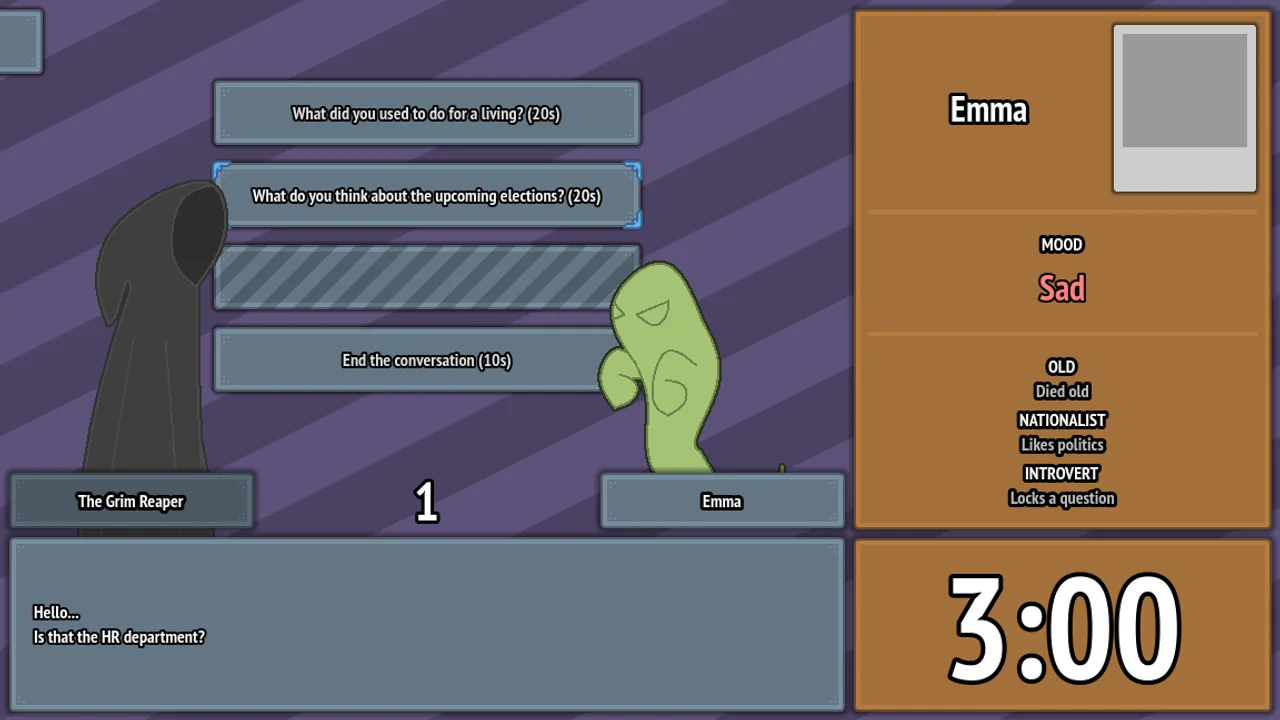 What did you used to do for a living? (20s)
What do you think about the upcoming elections? (20s)
End the conversation (10s)
The Grim Reaper
1
Emma
Hello...
Is that the HR department?
Emma
MOOD
Sad
OLD
Died old
NATIONALIST
Likes politics
INTROVERT
Locks a question
3:00